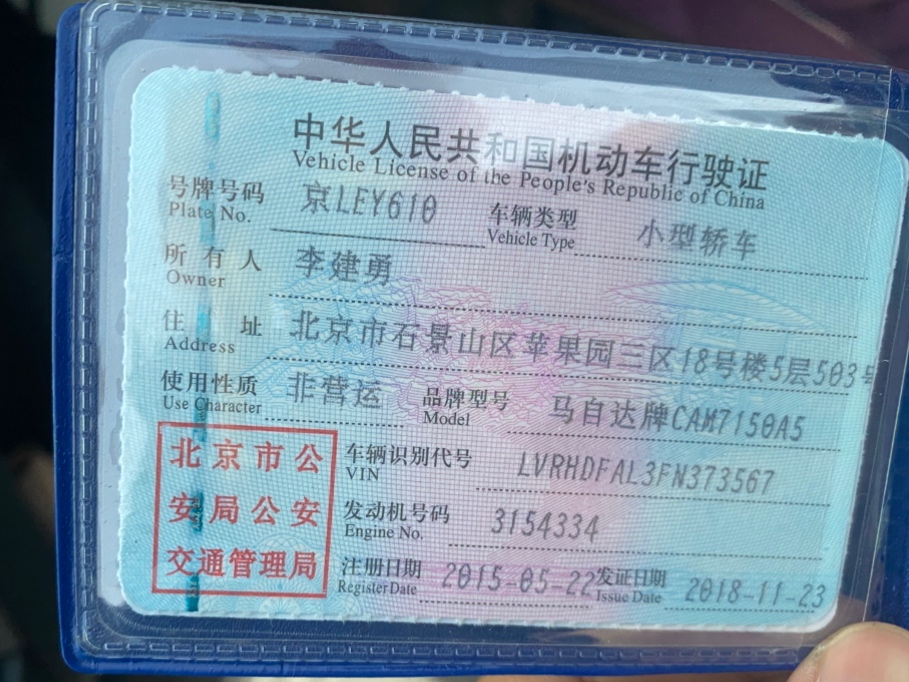 中华人民共和国机动车行驶证
Vehicle License of the People's Republic of China
号牌号码 京LEY610 车辆类型 小型轿车
Plate No. Vehicle Type
所有人 李建勇
Owner
住址 北京市石景山区苹果园三区18号楼5层503号
Address
使用性质 非营运 品牌型号 马自达牌CAM7150A5
Use Character Model
北京市公安局公安交通管理局
车辆识别代号 LVRHDFAL3FN373567
VIN
发动机号码 3154334
Engine No.
注册日期 2015-05-22 发证日期 2018-11-23
Register Date Issue Date